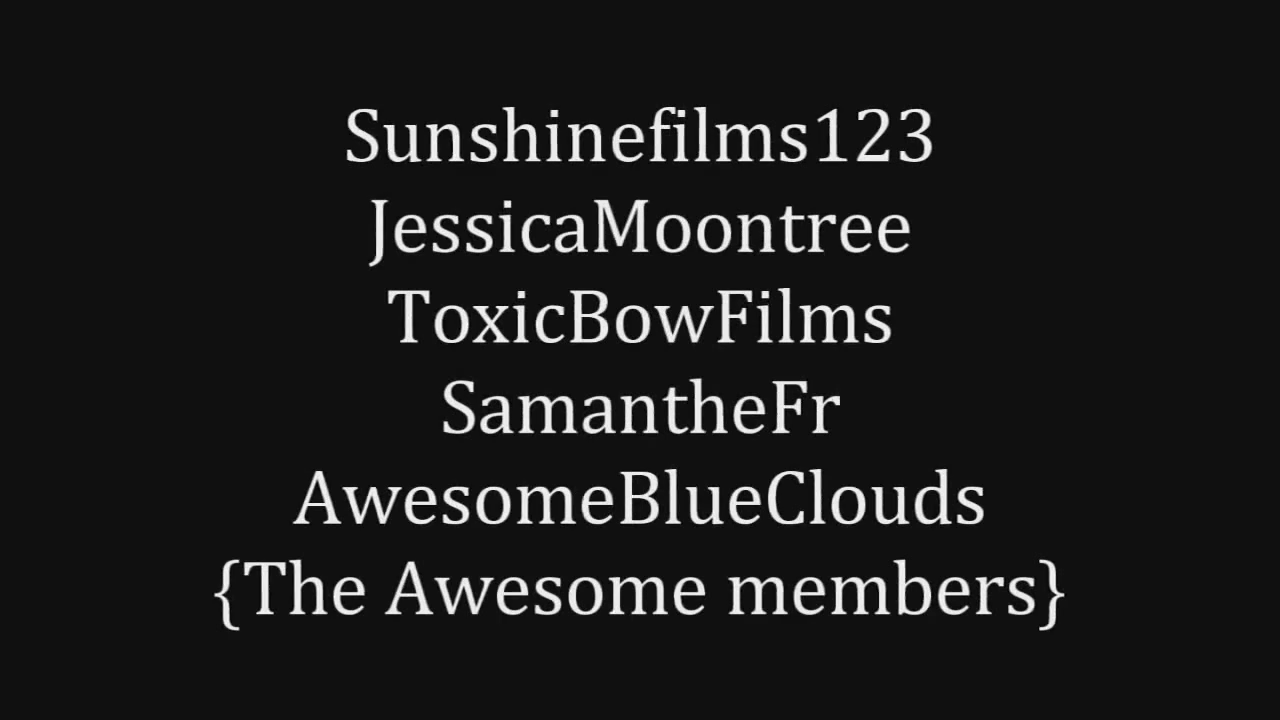 Sunshinefilms123
JessicaMoontree
ToxicBowFilms
SamantheFr
AwesomeBlueClouds
{The Awesome members}